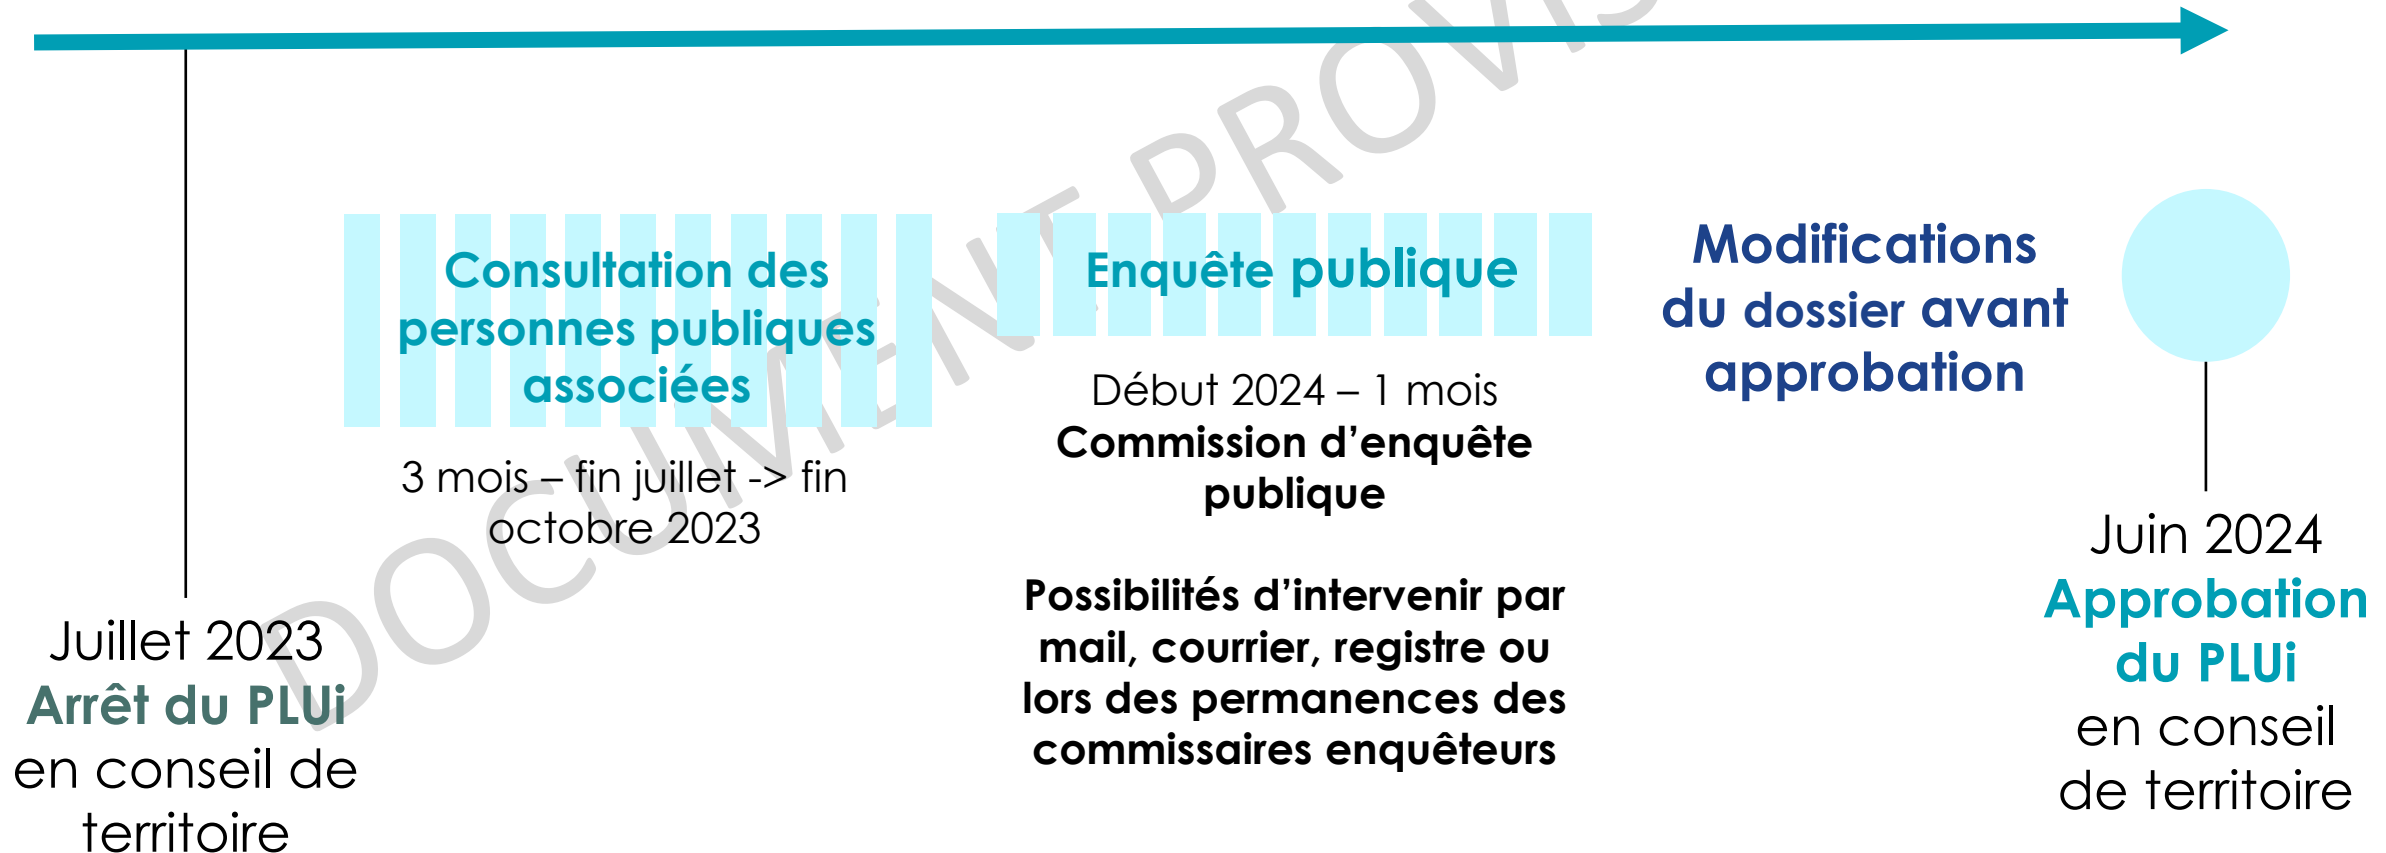 DOCUMENT PROVIS
Juillet 2023
Arrêt du PLUi
en conseil de
territoire
Consultation des
personnes publiques
associées
3 mois – fin juillet -> fin
octobre 2023
Enquête publique
Début 2024 – 1 mois
Commission d’enquête
publique
Possibilités d’intervenir par
mail, courrier, registre ou
lors des permanences des
commissaires enquêteurs
Modifications
du dossier avant
approbation
Juin 2024
Approbation
du PLUi
en conseil
de territoire